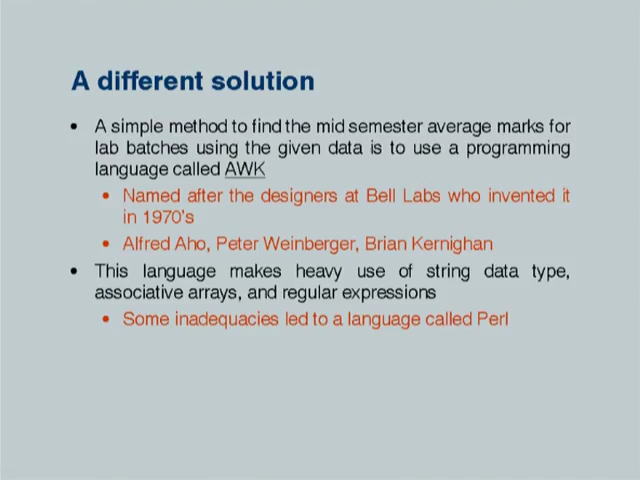 A different solution
• A simple method to find the mid semester average marks for
lab batches using the given data is to use a programming
language called AWK
• Named after the designers at Bell Labs who invented it
in 1970's
• Alfred Aho, Peter Weinberger, Brian Kernighan
• This language makes heavy use of string data type,
associative arrays, and regular expressions
• Some inadequacies led to a language called Perl